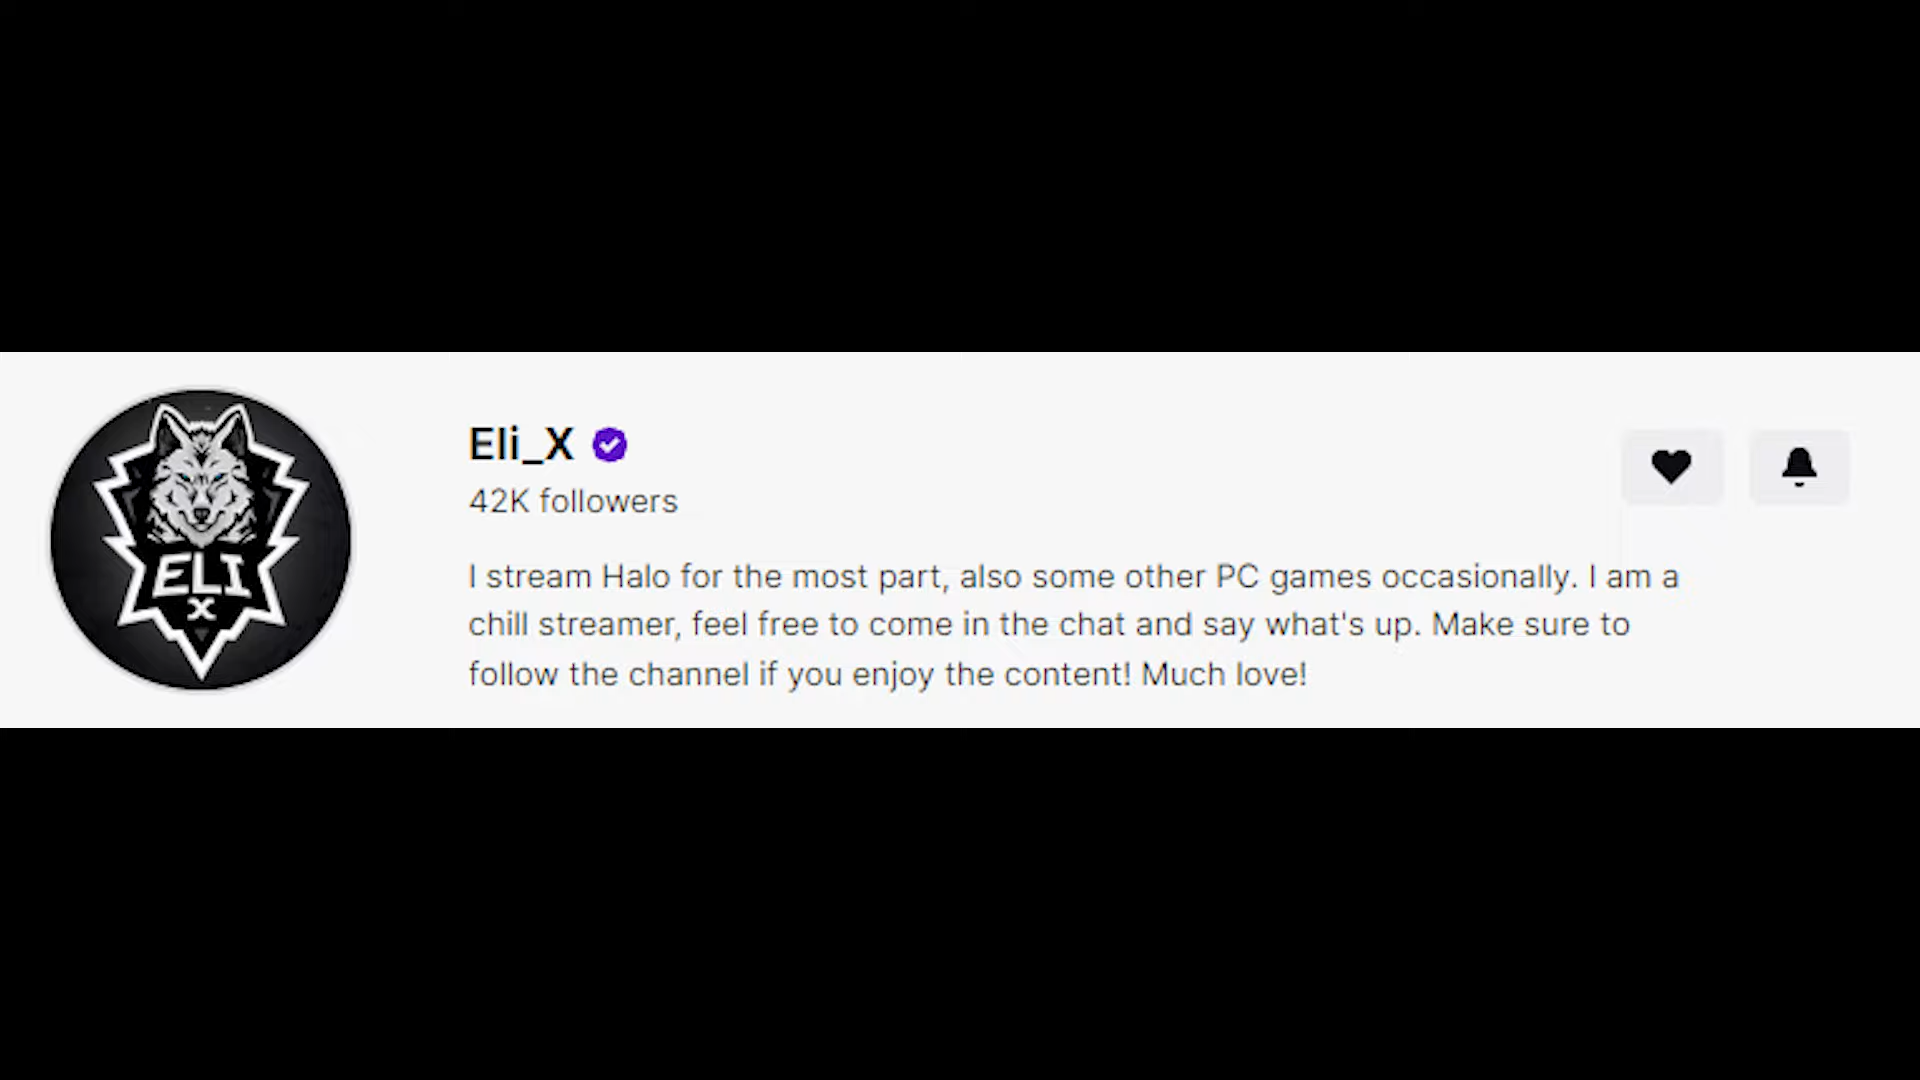 ELI
X
Eli_X
42K followers
I stream Halo for the most part, also some other PC games occasionally. I am a
chill streamer, feel free to come in the chat and say what's up. Make sure to
follow the channel if you enjoy the content! Much love!